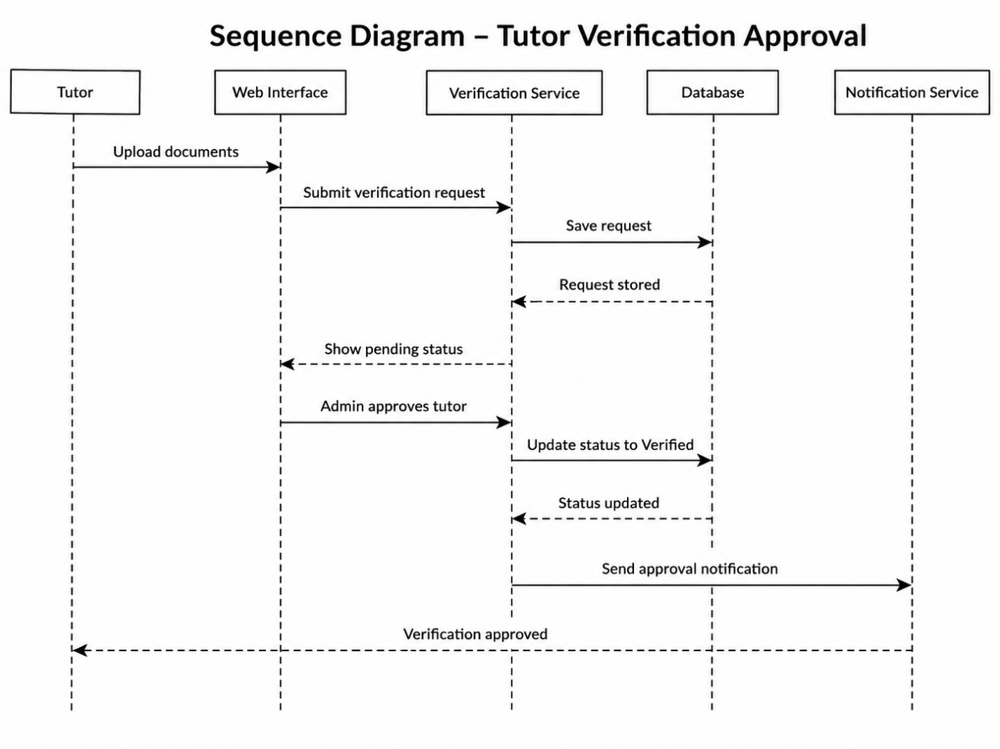 Sequence Diagram – Tutor Verification Approval
Tutor
Web Interface
Verification Service
Database
Notification Service
Upload documents
Submit verification request
Save request
Request stored
Show pending status
Admin approves tutor
Update status to Verified
Status updated
Send approval notification
Verification approved